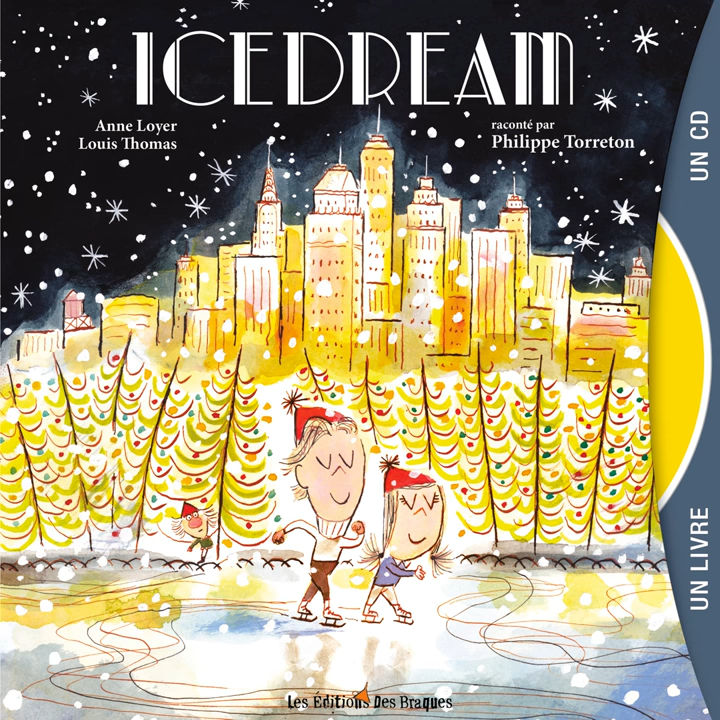 ICEDREAM
Anne Loyer
Louis Thomas
raconté par
Philippe Torreton
UN CD
UN LIVRE
Les Éditions Des Braques